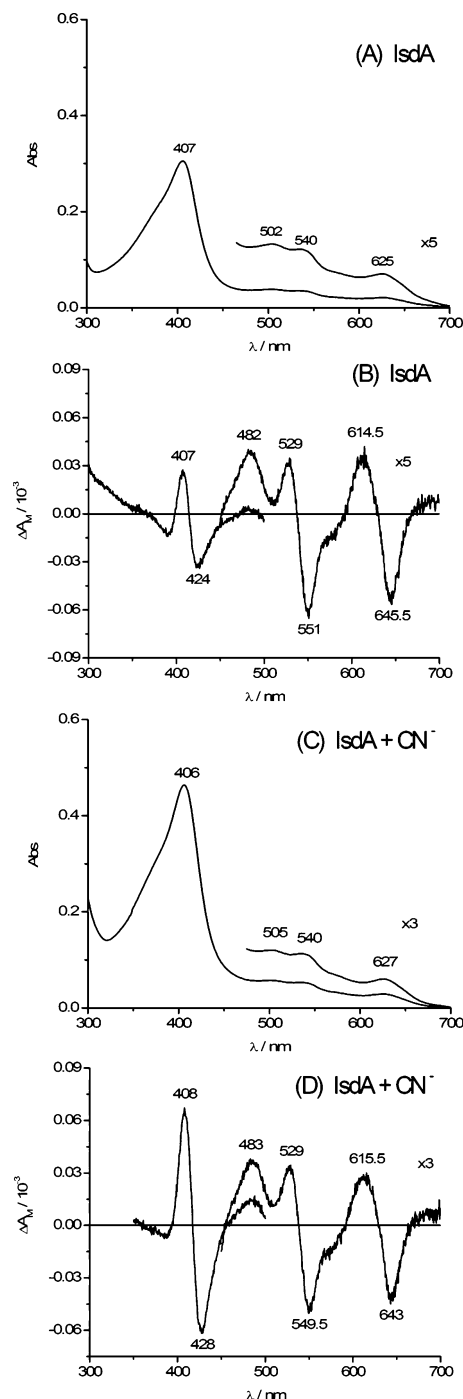 (A) IsdA
0.6
0.4
0.2
0.0
Abs
407
502
540
625
x5
300 400 500 600 700
λ / nm
(B) IsdA
0.09
0.06
0.03
0.00
-0.03
-0.06
-0.09
ΔA_M / 10⁻³
407
482
529
614.5
x5
424
551
645.5
300 400 500 600 700
λ / nm
(C) IsdA + CN⁻
0.6
0.4
0.2
0.0
Abs
406
505
540
627
x3
300 400 500 600 700
λ / nm
(D) IsdA + CN⁻
0.09
0.06
0.03
0.00
-0.03
-0.06
ΔA_M / 10⁻³
408
483
529
615.5
x3
428
549.5
643
300 400 500 600 700
λ / nm